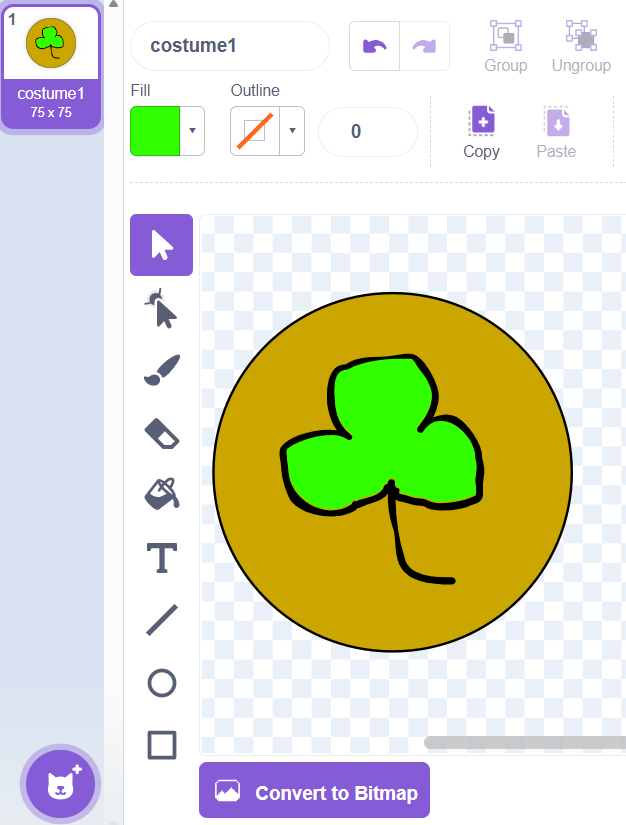 1
costume1
75 x 75
costume1
Group
Ungroup
Fill
Outline
0
Copy
Paste
T
Convert to Bitmap